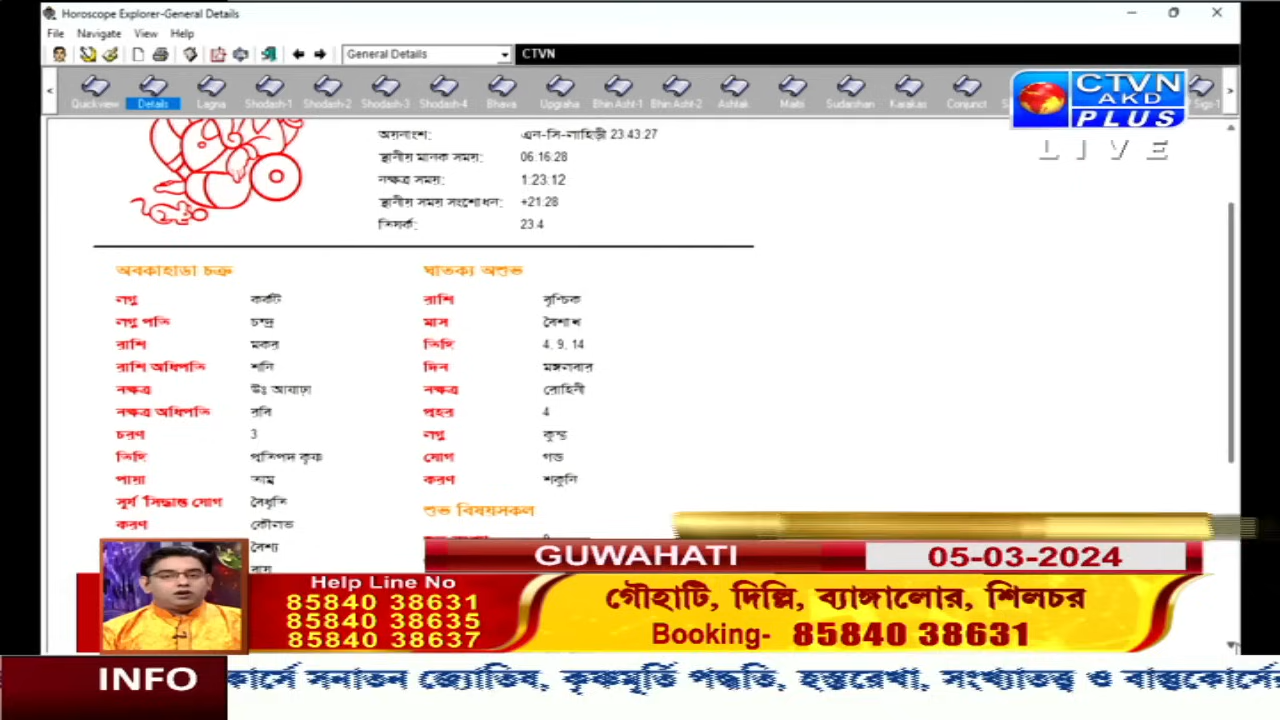 Horoscope Explorer-General Details
File Navigate View Help
General Details CTVN
Quickview Details Lagna Shodash-1 Shodash-2 Shodash-3 Shodash-4 Bhava Upgraha Bhin Asht-1 Bhin Asht-2 Ashtak Maitri Sudarshan Karakas Conjunct
CTVN
AKD
PLUS
LIVE
অয়নাংশ: এন-সি-লাহিড়ী 23:43:27
স্থানীয় মানক সময়: 06:16:28
নক্ষত্র সময়: 1:23:12
স্থানীয় সময় সংশোধন: +21:28
তির্যক: 23.4
অবকাহাডা চক্র ঘাতক্য অশুভ
লগ্ন কর্কট রাশি বৃশ্চিক
লগ্ন পতি চন্দ্র মাস বৈশাখ
রাশি মকর তিথি 4, 9, 14
রাশি অধিপতি শনি দিন মঙ্গলবার
নক্ষত্র উঃ আষাঢ়া নক্ষত্র রোহিনী
নক্ষত্র অধিপতি রবি প্রহর 4
চরণ 3 লগ্ন কুম্ভ
তিথি প্রতিপদ কৃষ্ণ যোগ গন্ড
পায়া তাম্র করণ শকুনি
সূর্য সিদ্ধান্ত যোগ বৈধৃতি
শুভ বিষয়সকল
করণ কৌলভ
বৈশ্য
GUWAHATI 05-03-2024
Help Line No
85840 38631
85840 38635
85840 38637
গৌহাটি, দিল্লি, ব্যাঙ্গালোর, শিলচর
Booking- 85840 38631
INFO কার্সে সনাতন জ্যোতিষ, কৃষ্ণমূর্তি পদ্ধতি, হস্তরেখা, সংখ্যাতত্ত্ব ও বাস্তুকোর্সের